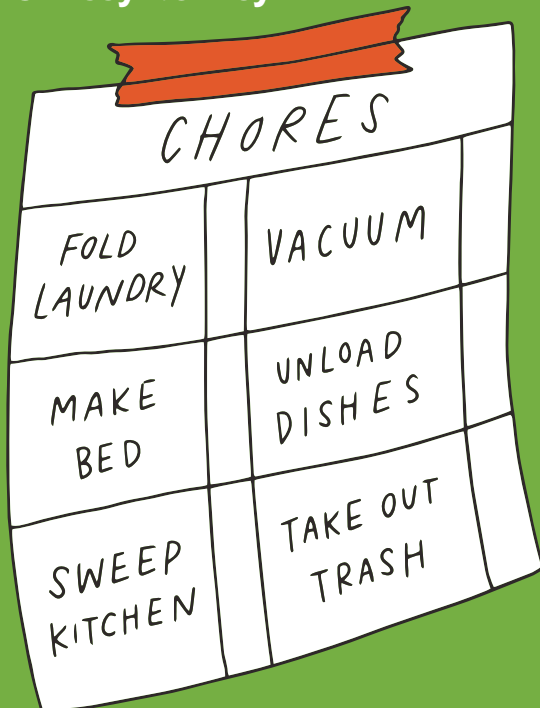 CHORES
FOLD
LAUNDRY
VACUUM
MAKE
BED
UNLOAD
DISHES
SWEEP
KITCHEN
TAKE OUT
TRASH